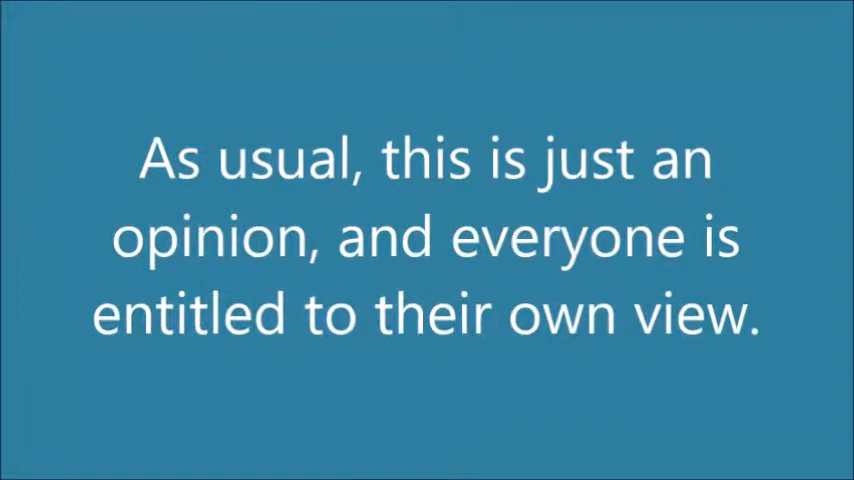 As usual, this is just an
opinion, and everyone is
entitled to their own view.